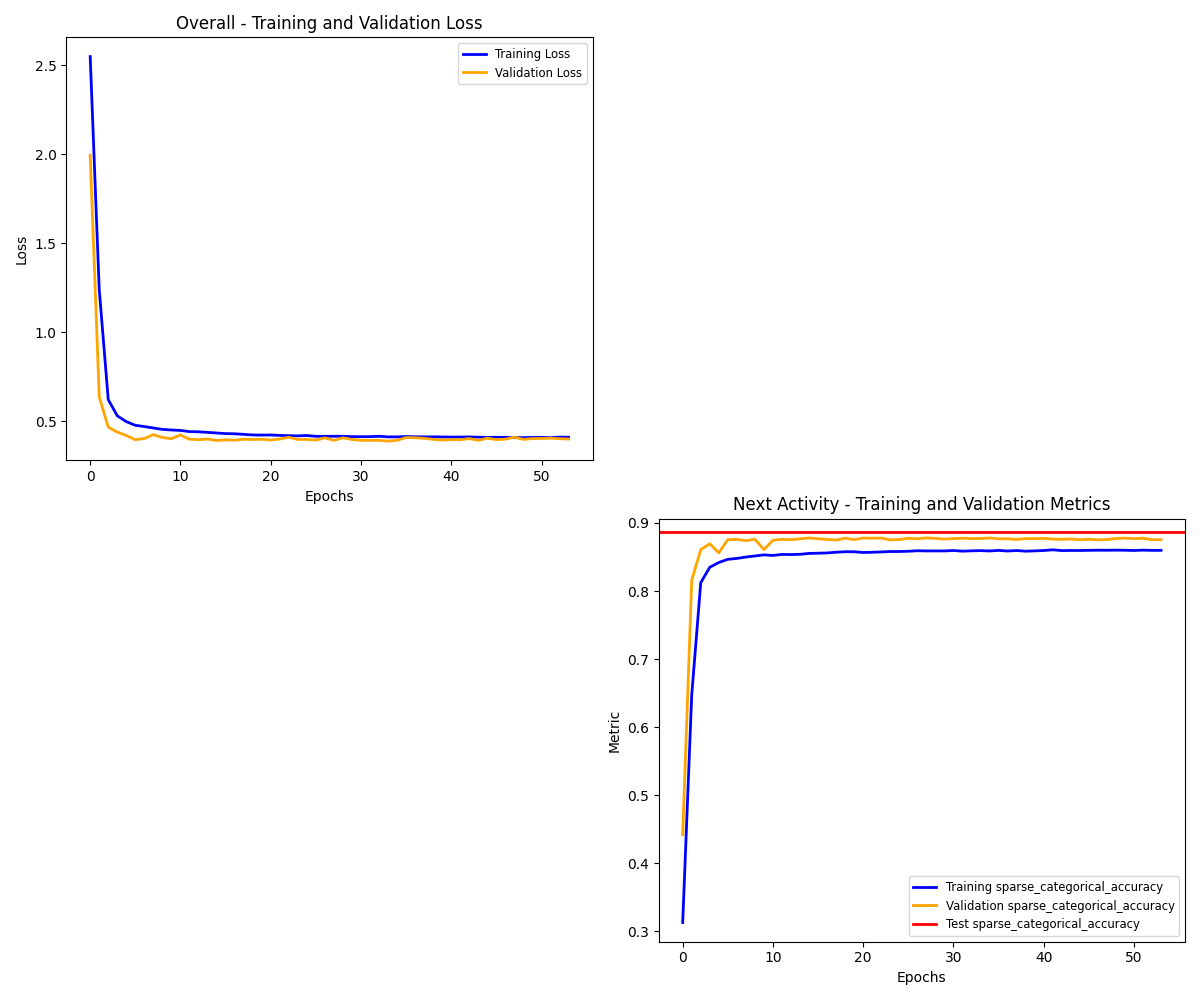 Overall - Training and Validation Loss
Training Loss
Validation Loss
2.5
2.0
1.5
1.0
0.5
Loss
0 10 20 30 40 50
Epochs
Next Activity - Training and Validation Metrics
0.9
0.8
0.7
0.6
0.5
0.4
0.3
Metric
Training sparse_categorical_accuracy
Validation sparse_categorical_accuracy
Test sparse_categorical_accuracy
0 10 20 30 40 50
Epochs